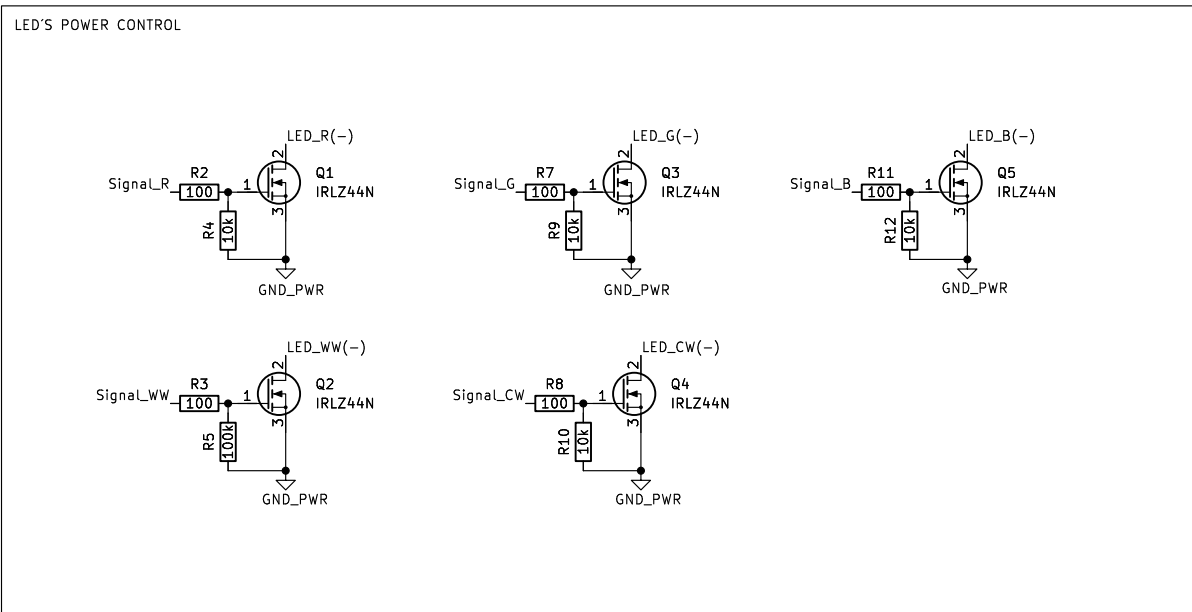 LED'S POWER CONTROL
LED_R(-)
Signal_R
R2
100
1
2
3
Q1
IRLZ44N
R4
10k
GND_PWR
LED_G(-)
Signal_G
R7
100
1
2
3
Q3
IRLZ44N
R9
10k
GND_PWR
LED_B(-)
Signal_B
R11
100
1
2
3
Q5
IRLZ44N
R12
10k
GND_PWR
LED_WW(-)
Signal_WW
R3
100
1
2
3
Q2
IRLZ44N
R5
100k
GND_PWR
LED_CW(-)
Signal_CW
R8
100
1
2
3
Q4
IRLZ44N
R10
10k
GND_PWR